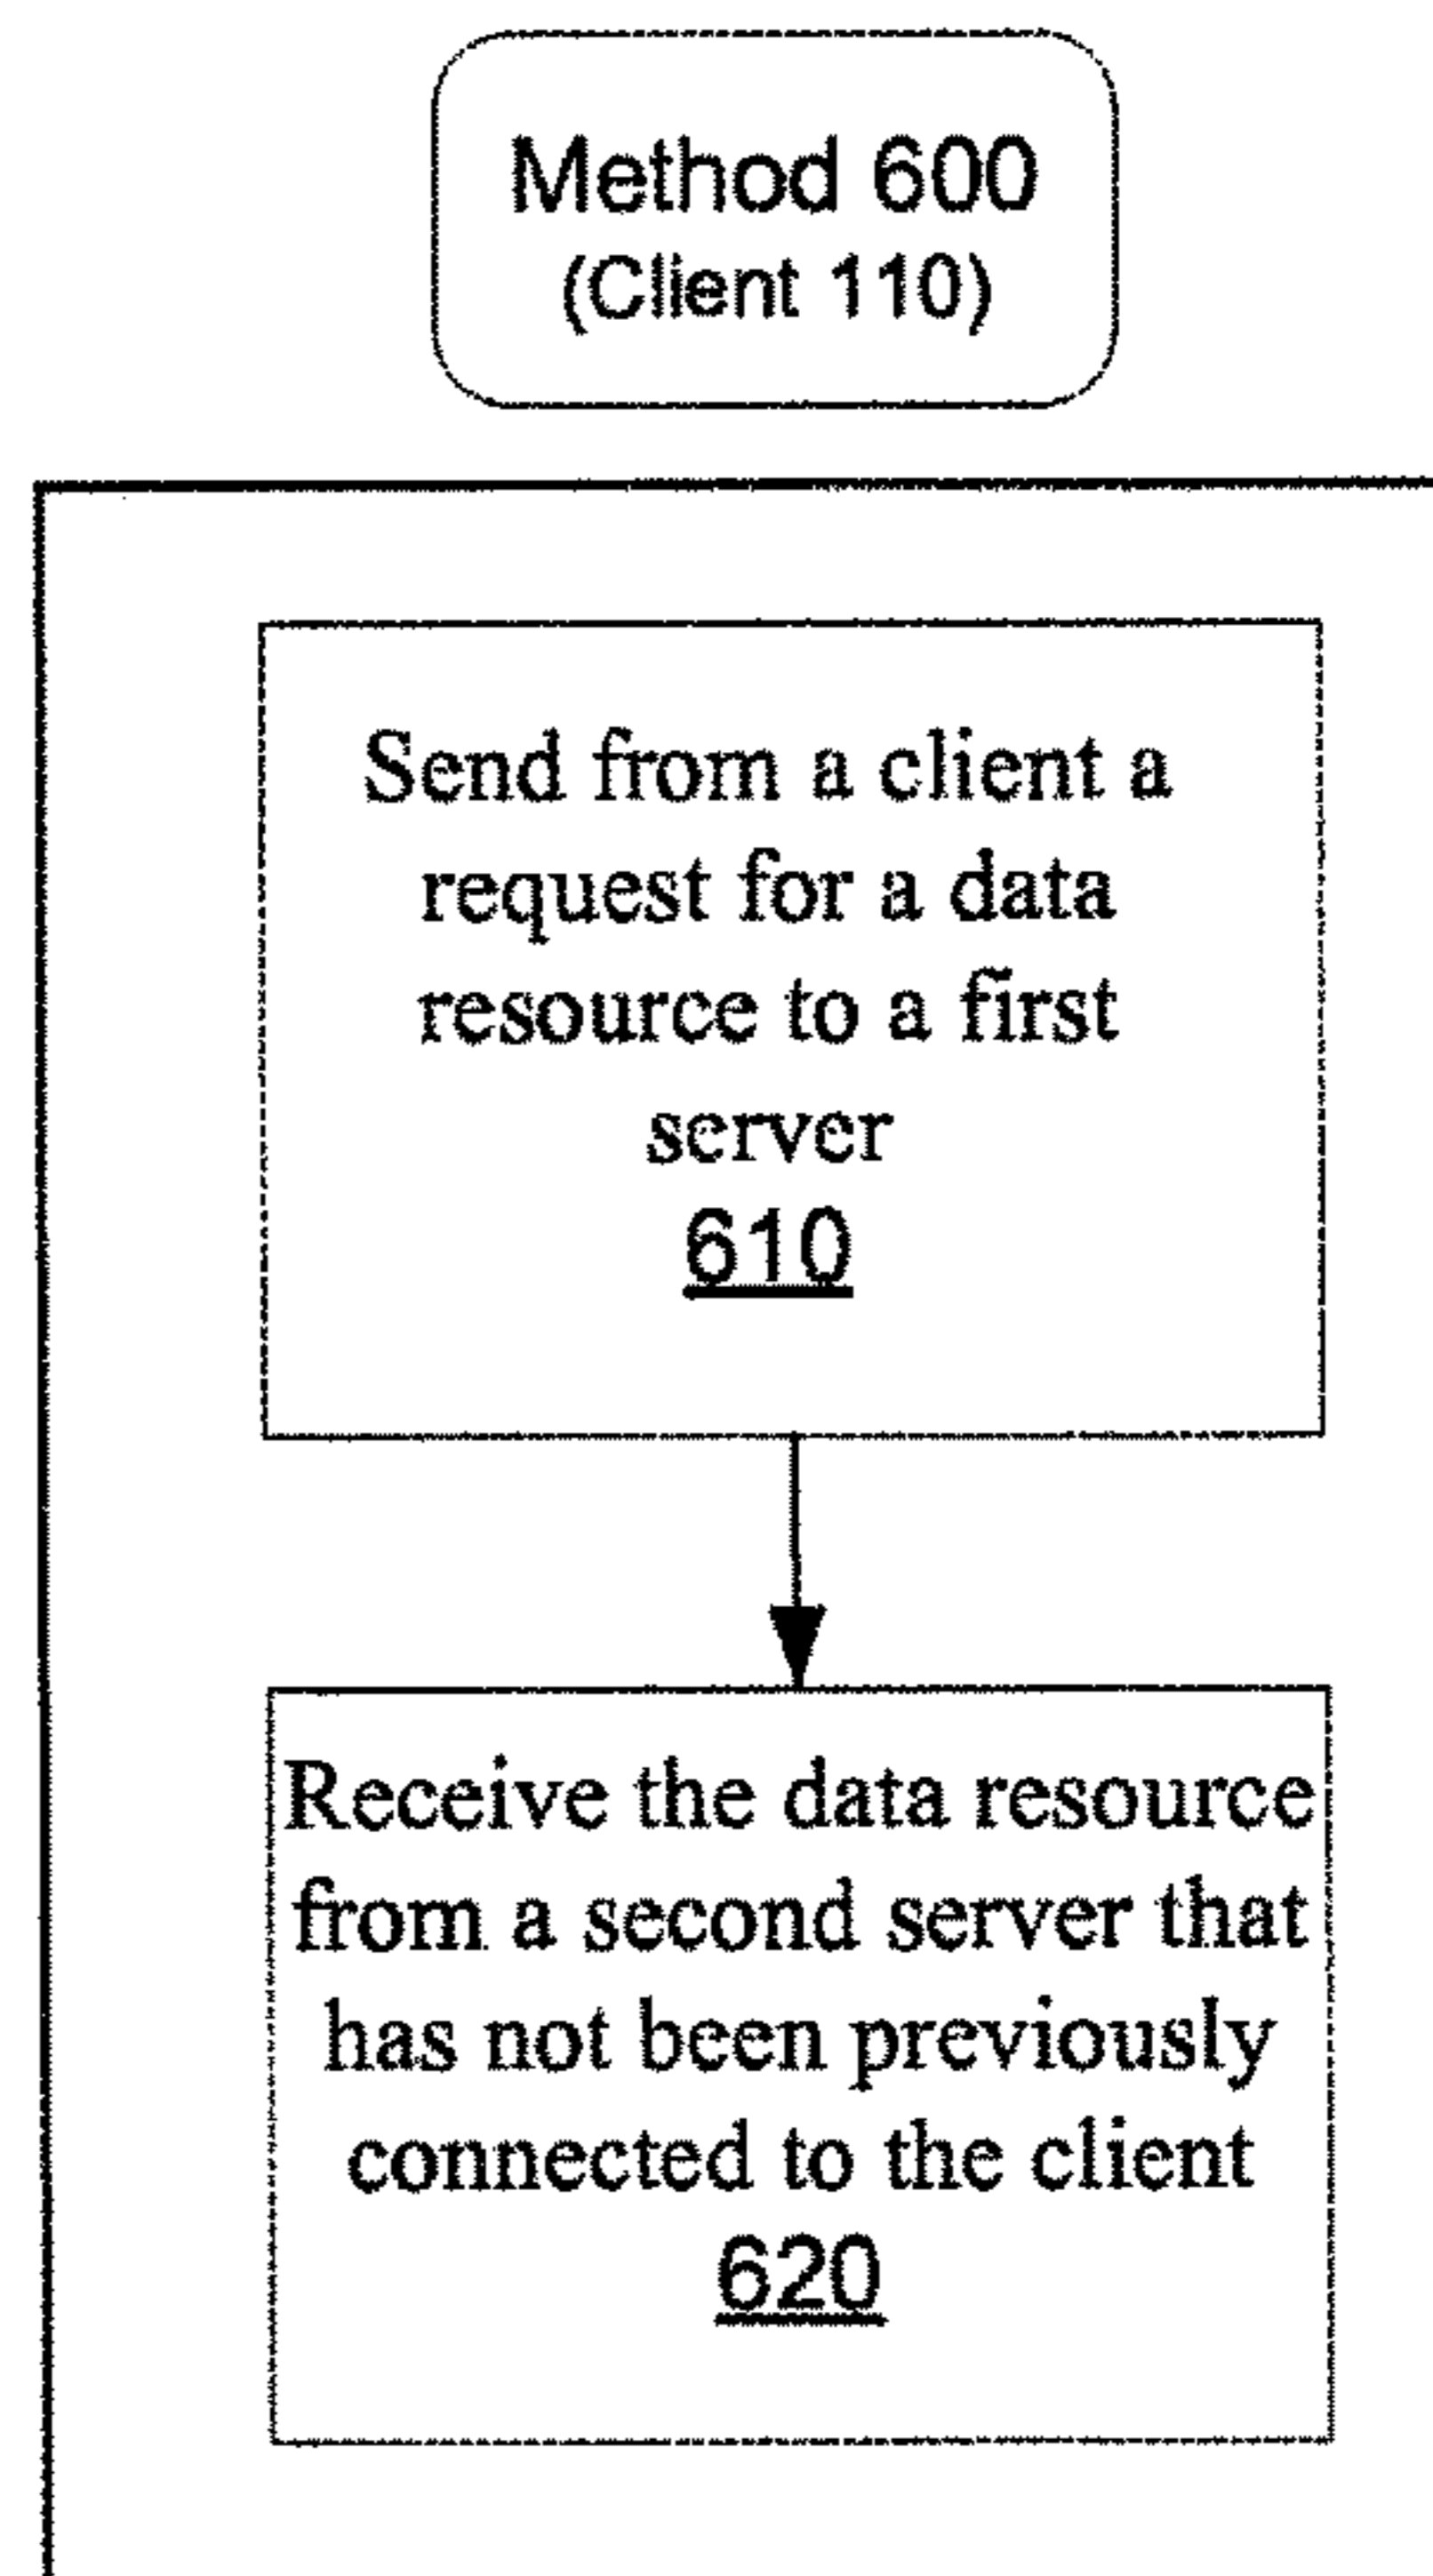 Method 600
(Client 110)
Send from a client a
request for a data
resource to a first
server
610
Receive the data resource
from a second server that
has not been previously
connected to the client
620